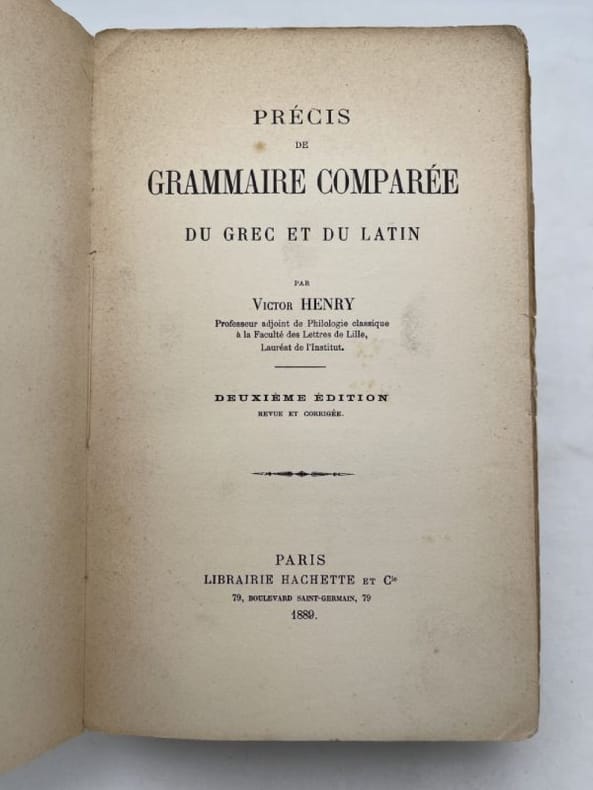 PRÉCIS
DE
GRAMMAIRE COMPARÉE
DU GREC ET DU LATIN
PAR
VICTOR HENRY
Professeur adjoint de Philologie classique
à la Faculté des Lettres de Lille,
Lauréat de l'Institut.
DEUXIÈME ÉDITION
REVUE ET CORRIGÉE.
PARIS
LIBRAIRIE HACHETTE ET Cie
79, BOULEVARD SAINT-GERMAIN, 79
1889.